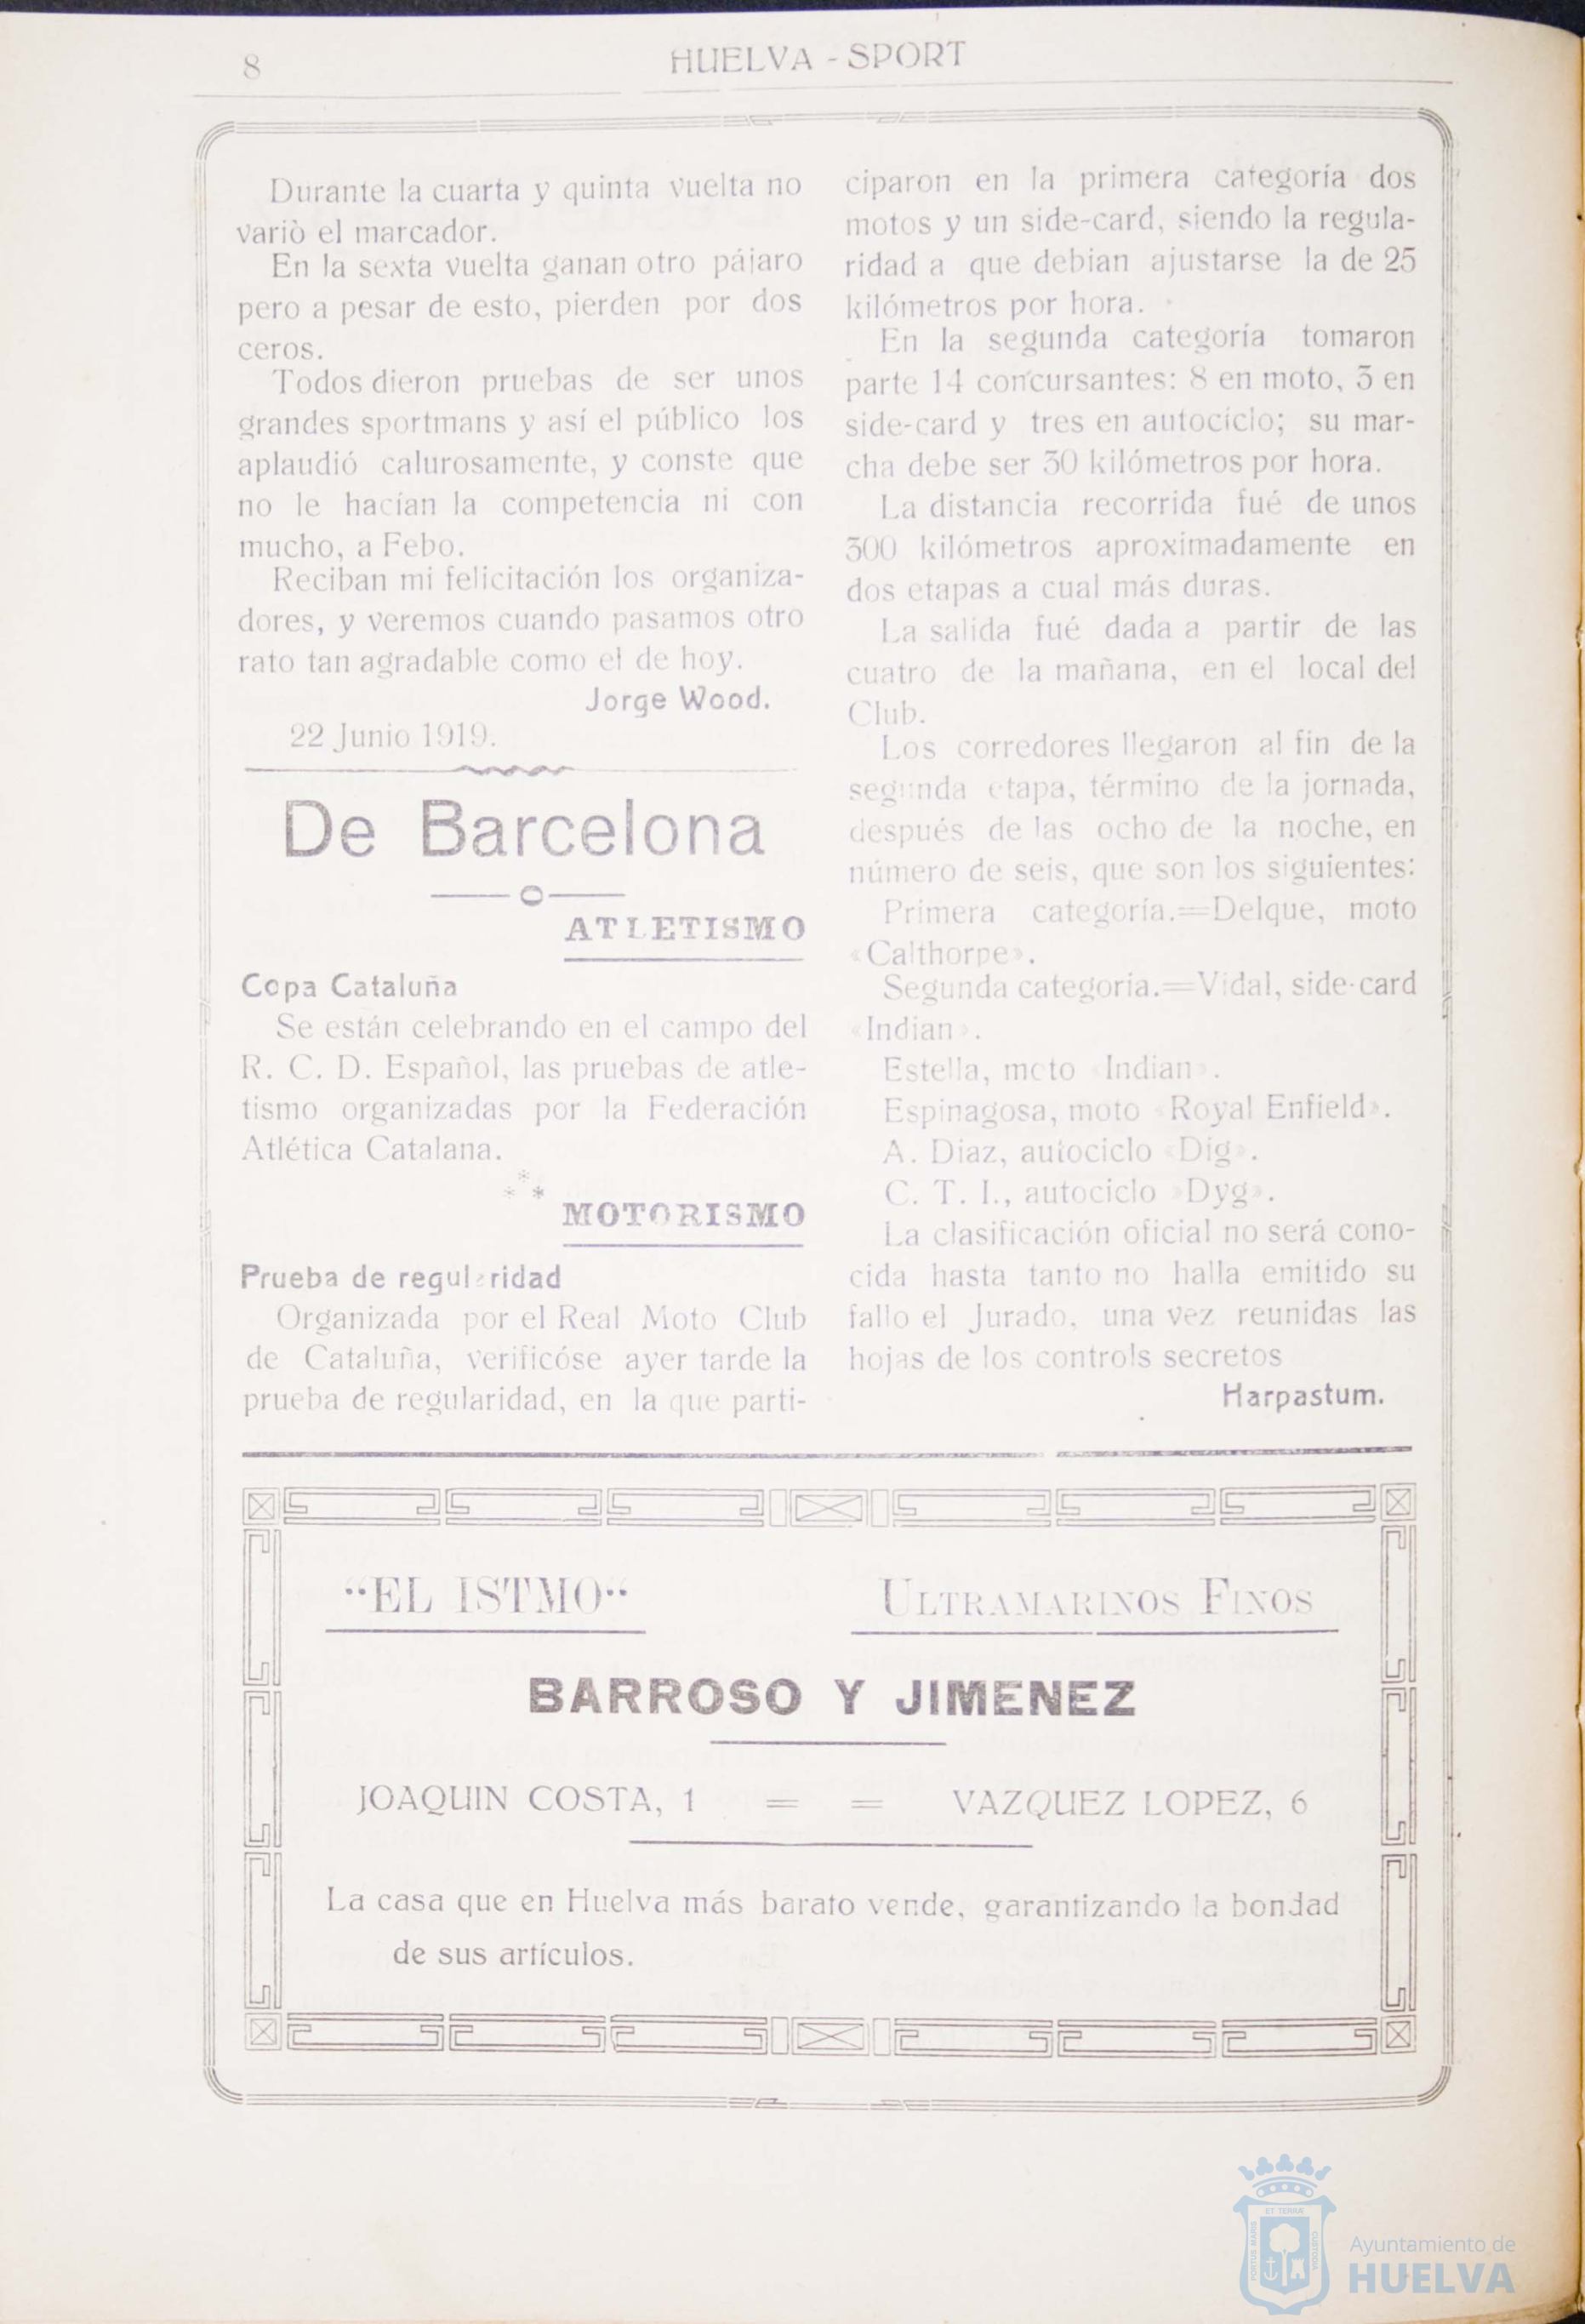 8
HUELVA - SPORT
Durante la cuarta y quinta vuelta no
variò el marcador.
En la sexta vuelta ganan otro pájaro
pero a pesar de esto, pierden por dos
ceros.
Todos dieron pruebas de ser unos
grandes sportmans y así el público los
aplaudió calurosamente, y conste que
no le hacían la competencia ni con
mucho, a Febo.
Reciban mi felicitación los organiza-
dores, y veremos cuando pasamos otro
rato tan agradable como el de hoy.
Jorge Wood.
22 Junio 1919.
De Barcelona
ATLETISMO
Copa Cataluña
Se están celebrando en el campo del
R. C. D. Español, las pruebas de atle-
tismo organizadas por la Federación
Atlética Catalana.
* * *
MOTORISMO
Prueba de regularidad
Organizada por el Real Moto Club
de Cataluña, verificóse ayer tarde la
prueba de regularidad, en la que parti-
ciparon en la primera categoría dos
motos y un side-card, siendo la regula-
ridad a que debian ajustarse la de 25
kilómetros por hora.
En la segunda categoría tomaron
parte 14 concursantes: 8 en moto, 3 en
side-card y tres en autocíclo; su mar-
cha debe ser 30 kilómetros por hora.
La distancia recorrida fué de unos
300 kilómetros aproximadamente en
dos etapas a cual más duras.
La salida fué dada a partir de las
cuatro de la mañana, en el local del
Club.
Los corredores llegaron al fin de la
segunda etapa, término de la jornada,
después de las ocho de la noche, en
número de seis, que son los siguientes:
Primera categoría.=Delque, moto
«Calthorpe».
Segunda categoria.=Vidal, side-card
«Indian».
Estella, moto «Indian».
Espinagosa, moto «Royal Enfield».
A. Diaz, autociclo «Dig».
C. T. I., autociclo »Dyg».
La clasificación oficial no será cono-
cida hasta tanto no halla emitido su
fallo el Jurado, una vez reunidas las
hojas de los controls secretos
Harpastum.
“EL ISTMO“
ULTRAMARINOS FINOS
BARROSO Y JIMENEZ
JOAQUIN COSTA, 1 = = VAZQUEZ LOPEZ, 6
La casa que en Huelva más barato vende, garantizando la bondad
de sus artículos.
ET TERRÆ
PORTUS MARIS
CUSTODIA
Ayuntamiento de
HUELVA